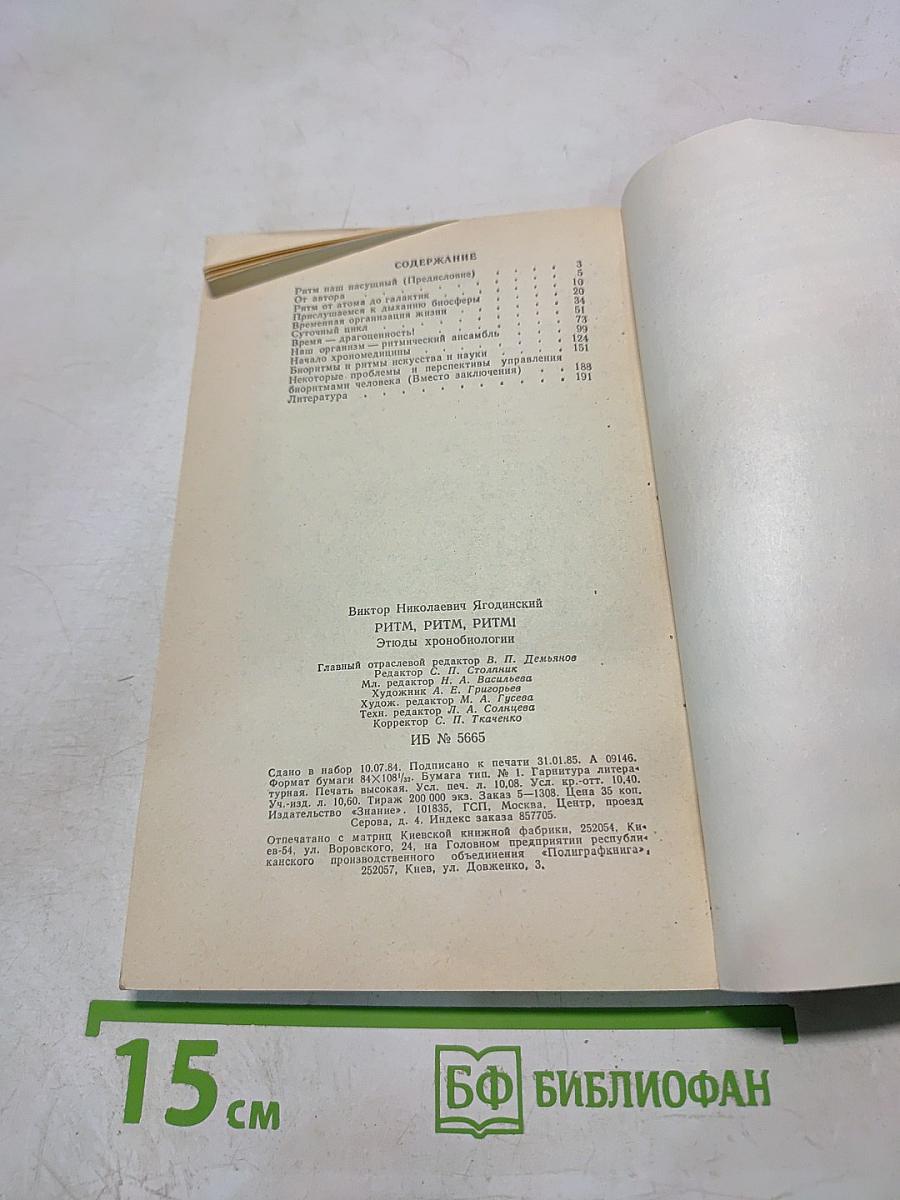 СОДЕРЖАНИЕ
Ритм наш насущный (Предисловие) . . . . 3
От автора . . . . . . . . . 5
Ритм от атома до галактик . . . . . 10
Прислушаемся к дыханию биосферы . . . . 20
Временная организация жизни . . . . . 34
Суточный цикл . . . . . . . . 51
Время — драгоценность! . . . . . . 73
Наш организм — ритмический ансамбль . . . 99
Начало хрономедицины . . . . . . 124
Биоритмы и ритмы искусства и науки . . . 151
Некоторые проблемы и перспективы управления
биоритмами человека (Вместо заключения) . . 188
Литература . . . . . . . . . 191
Виктор Николаевич Ягодинский
РИТМ, РИТМ, РИТМ!
Этюды хронобиологии
Главный отраслевой редактор В. П. Демьянов
Редактор С. П. Столпник
Мл. редактор Н. А. Васильева
Художник А. Е. Григорьев
Худож. редактор М. А. Гусева
Техн. редактор Л. А. Солнцева
Корректор С. П. Ткаченко
ИБ № 5665
Сдано в набор 10.07.84. Подписано к печати 31.01.85. А 09146.
Формат бумаги 84×108¹/₃₂. Бумага тип. № 1. Гарнитура литера-
турная. Печать высокая. Усл. печ. л. 10,08. Усл. кр.-отт. 10,40.
Уч.-изд. л. 10,60. Тираж 200 000 экз. Заказ 5—1308. Цена 35 коп.
Издательство «Знание». 101835, ГСП, Москва, Центр, проезд
Серова, д. 4. Индекс заказа 857705.
Отпечатано с матриц Киевской книжной фабрики, 252054, Ки-
ев-54, ул. Воровского, 24, на Головном предприятии республи-
канского производственного объединения «Полиграфкнига»,
252057, Киев, ул. Довженко, 3.
15 см
БФ БИБЛИОФАН